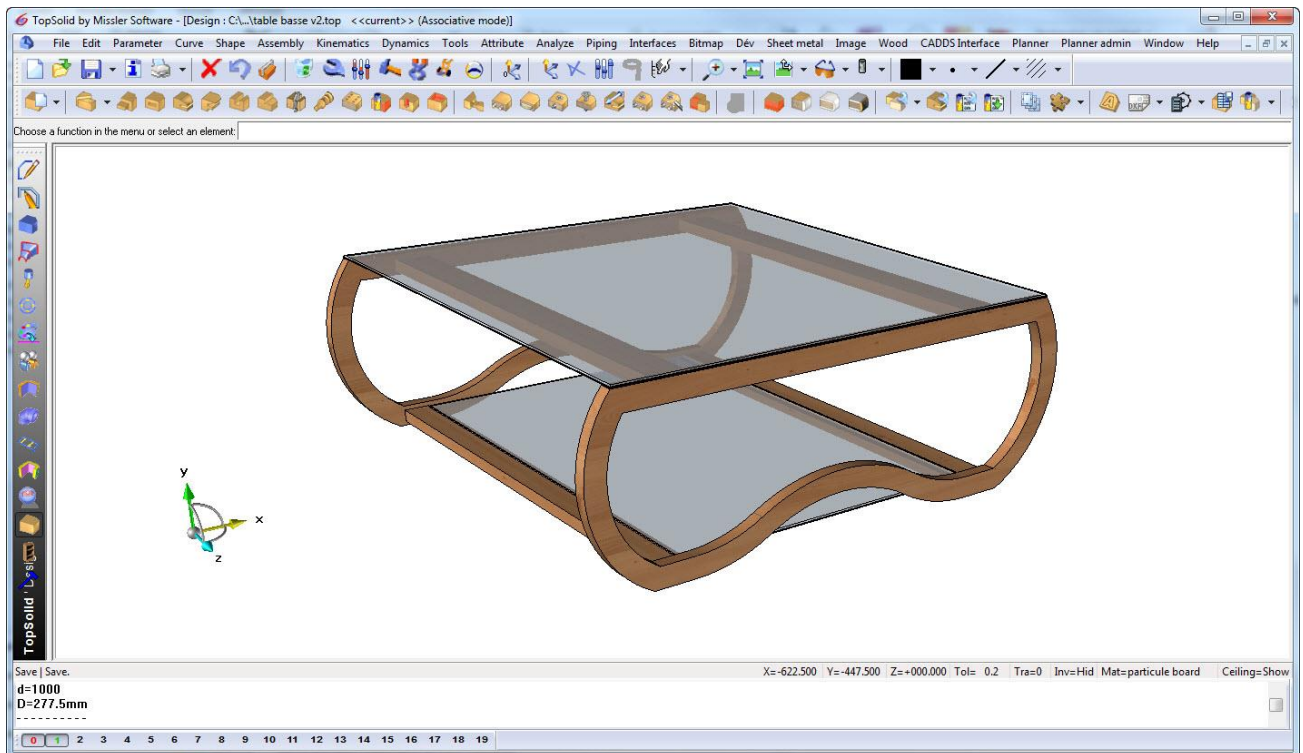 TopSolid by Missler Software - [Design : C:\...\table basse v2.top <<current>> (Associative mode)]
File Edit Parameter Curve Shape Assembly Kinematics Dynamics Tools Attribute Analyze Piping Interfaces Bitmap Dév Sheet metal Image Wood CADDS Interface Planner Planner admin Window Help
Choose a function in the menu or select an element:
y
x
z
TopSolid
Save | Save. X=-622.500 Y=-447.500 Z=+000.000 Tol= 0.2 Tra=0 Inv=Hid Mat=particule board Ceiling=Show
d=1000
D=277.5mm
----------
0 1 2 3 4 5 6 7 8 9 10 11 12 13 14 15 16 17 18 19